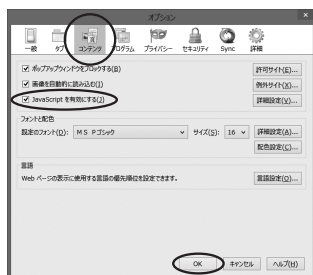 オプション
×
一般 タブ コンテンツ プログラム プライバシー セキュリティ Sync 詳細
ポップアップウィンドウをブロックする(B) 許可サイト(E)...
画像を自動的に読み込む(I) 例外サイト(X)...
JavaScript を有効にする(J) 詳細設定(V)...
フォントと配色
既定のフォント(D): ＭＳ Ｐゴシック サイズ(S): 16 詳細設定(A)...
配色設定(C)...
言語
Web ページの表示に使用する言語の優先順位を設定できます。 言語設定(O)...
OK キャンセル ヘルプ(H)